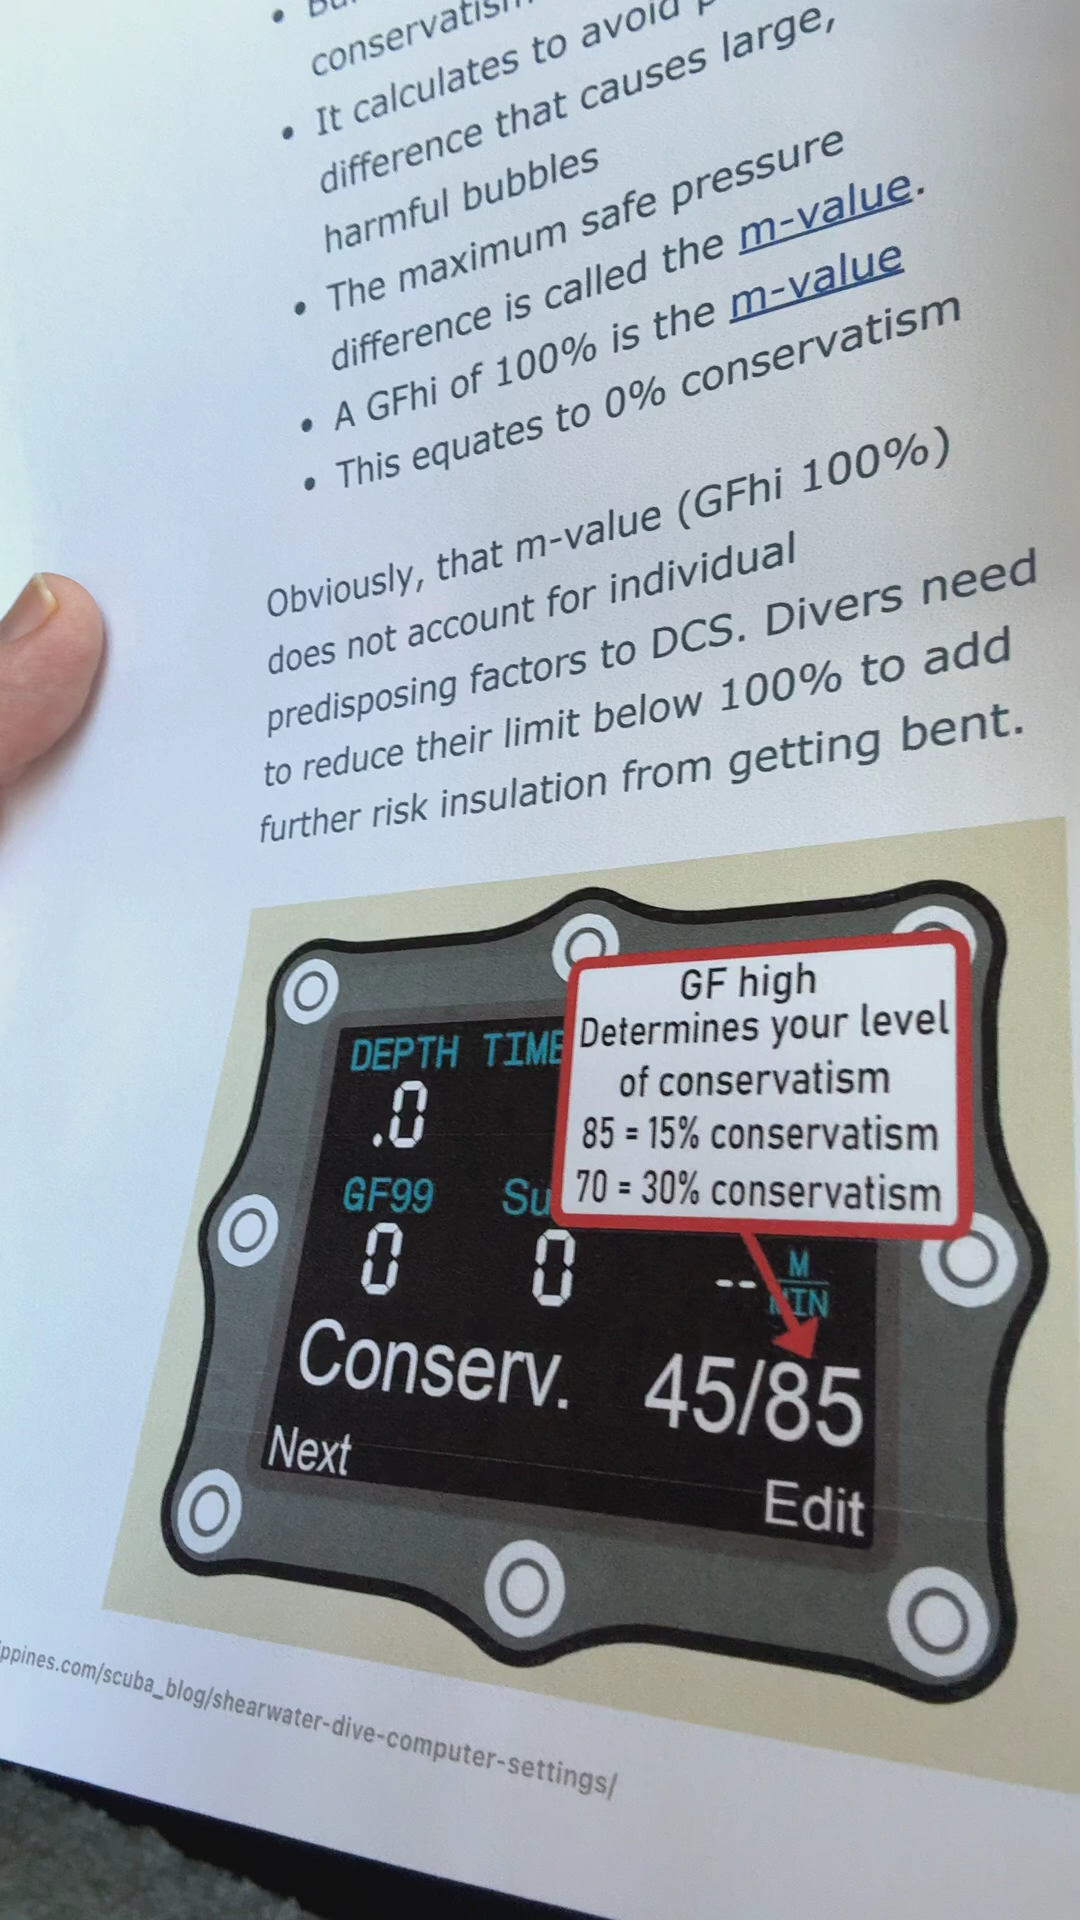 conservatism
• It calculates to avoid
difference that causes large,
harmful bubbles
• The maximum safe pressure
difference is called the m-value.
• A GFhi of 100% is the m-value
• This equates to 0% conservatism
Obviously, that m-value (GFhi 100%)
does not account for individual
predisposing factors to DCS. Divers need
to reduce their limit below 100% to add
further risk insulation from getting bent.
GF high
Determines your level
of conservatism
85 = 15% conservatism
70 = 30% conservatism
DEPTH TIME
.0
GF99 Su
0 0 -- M
MIN
Conserv. 45/85
Next
Edit
ippines.com/scuba_blog/shearwater-dive-computer-settings/